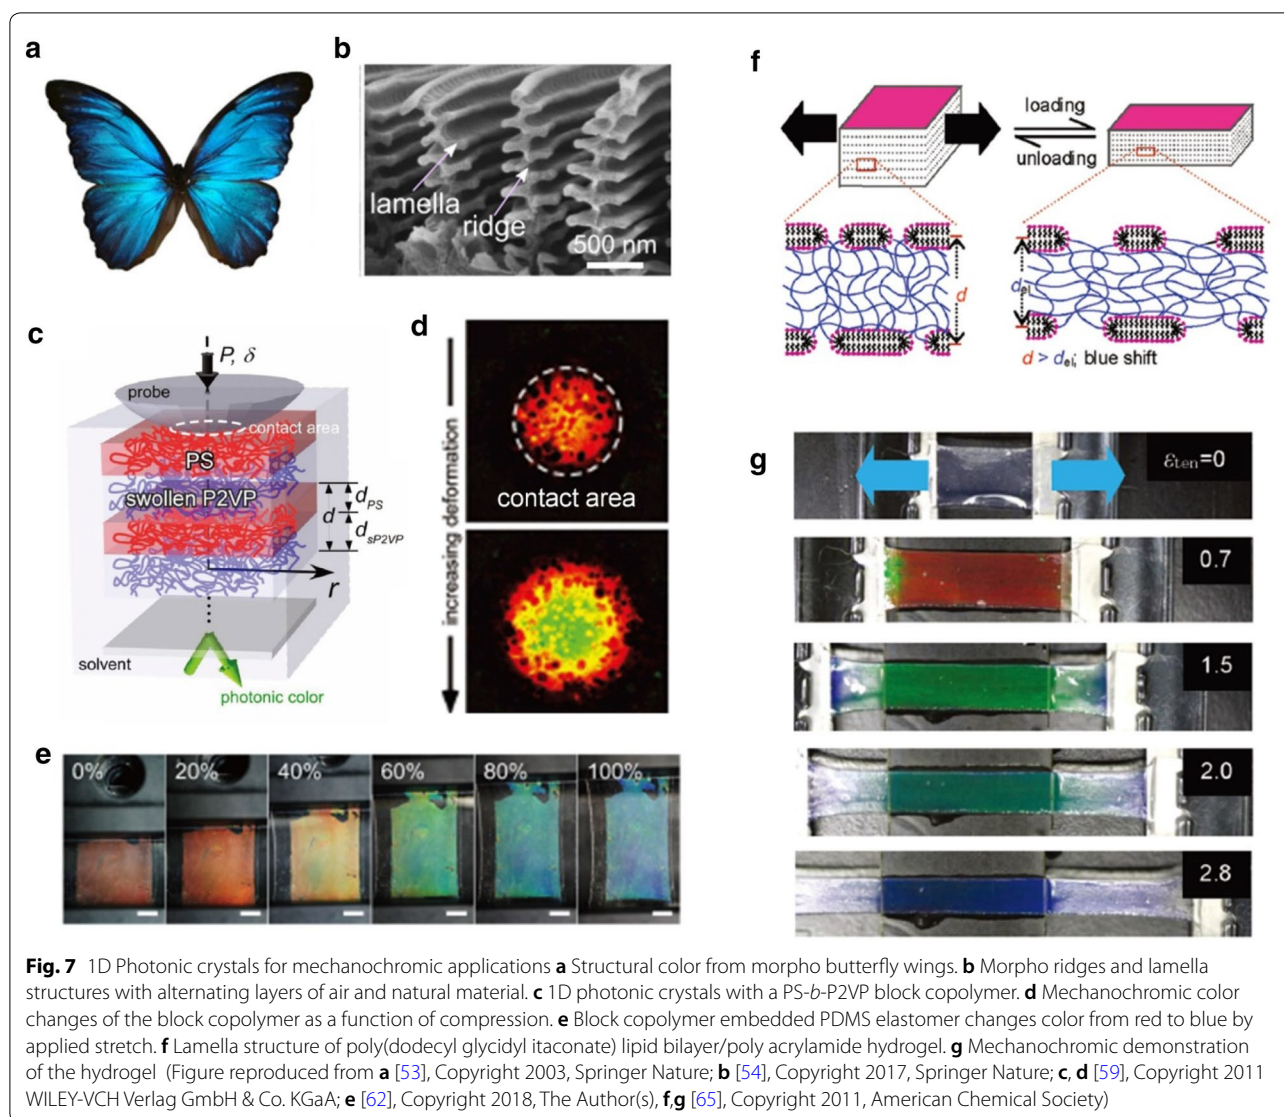 a
b
lamella
ridge
500 nm
c
P, δ
probe
contact area
PS
swollen P2VP
d
d_PS
d_sP2VP
r
solvent
photonic color
d
increasing deformation
contact area
e
0%
20%
40%
60%
80%
100%
f
loading
unloading
d
d_el
d > d_el; blue shift
g
ε_ten=0
0.7
1.5
2.0
2.8
Fig. 7 1D Photonic crystals for mechanochromic applications a Structural color from morpho butterfly wings. b Morpho ridges and lamella
structures with alternating layers of air and natural material. c 1D photonic crystals with a PS-b-P2VP block copolymer. d Mechanochromic color
changes of the block copolymer as a function of compression. e Block copolymer embedded PDMS elastomer changes color from red to blue by
applied stretch. f Lamella structure of poly(dodecyl glycidyl itaconate) lipid bilayer/poly acrylamide hydrogel. g Mechanochromic demonstration
of the hydrogel (Figure reproduced from a [53], Copyright 2003, Springer Nature; b [54], Copyright 2017, Springer Nature; c, d [59], Copyright 2011
WILEY-VCH Verlag GmbH & Co. KGaA; e [62], Copyright 2018, The Author(s), f,g [65], Copyright 2011, American Chemical Society)